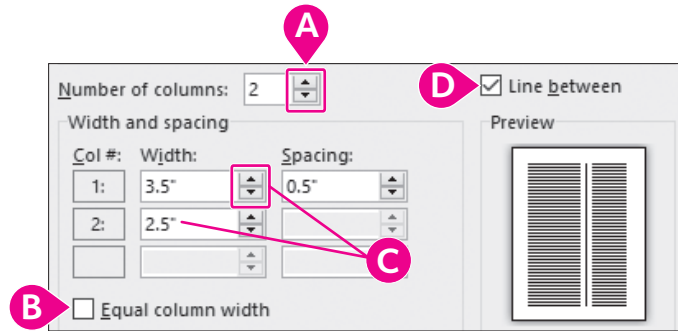 A
Number of columns: 2
D
Line between
Width and spacing
Preview
Col #: Width: Spacing:
1: 3.5" 0.5"
2: 2.5"
C
B
Equal column width